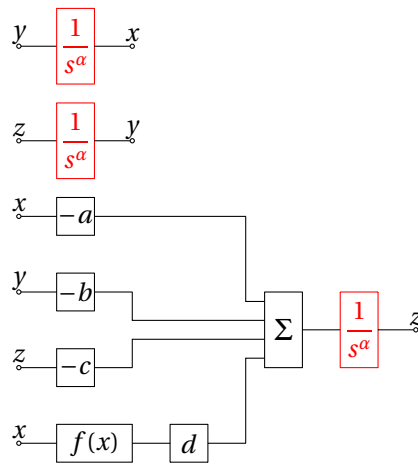 y 1/s^α x
z 1/s^α y
x −a
y −b
Σ 1/s^α z
z −c
x f(x) d